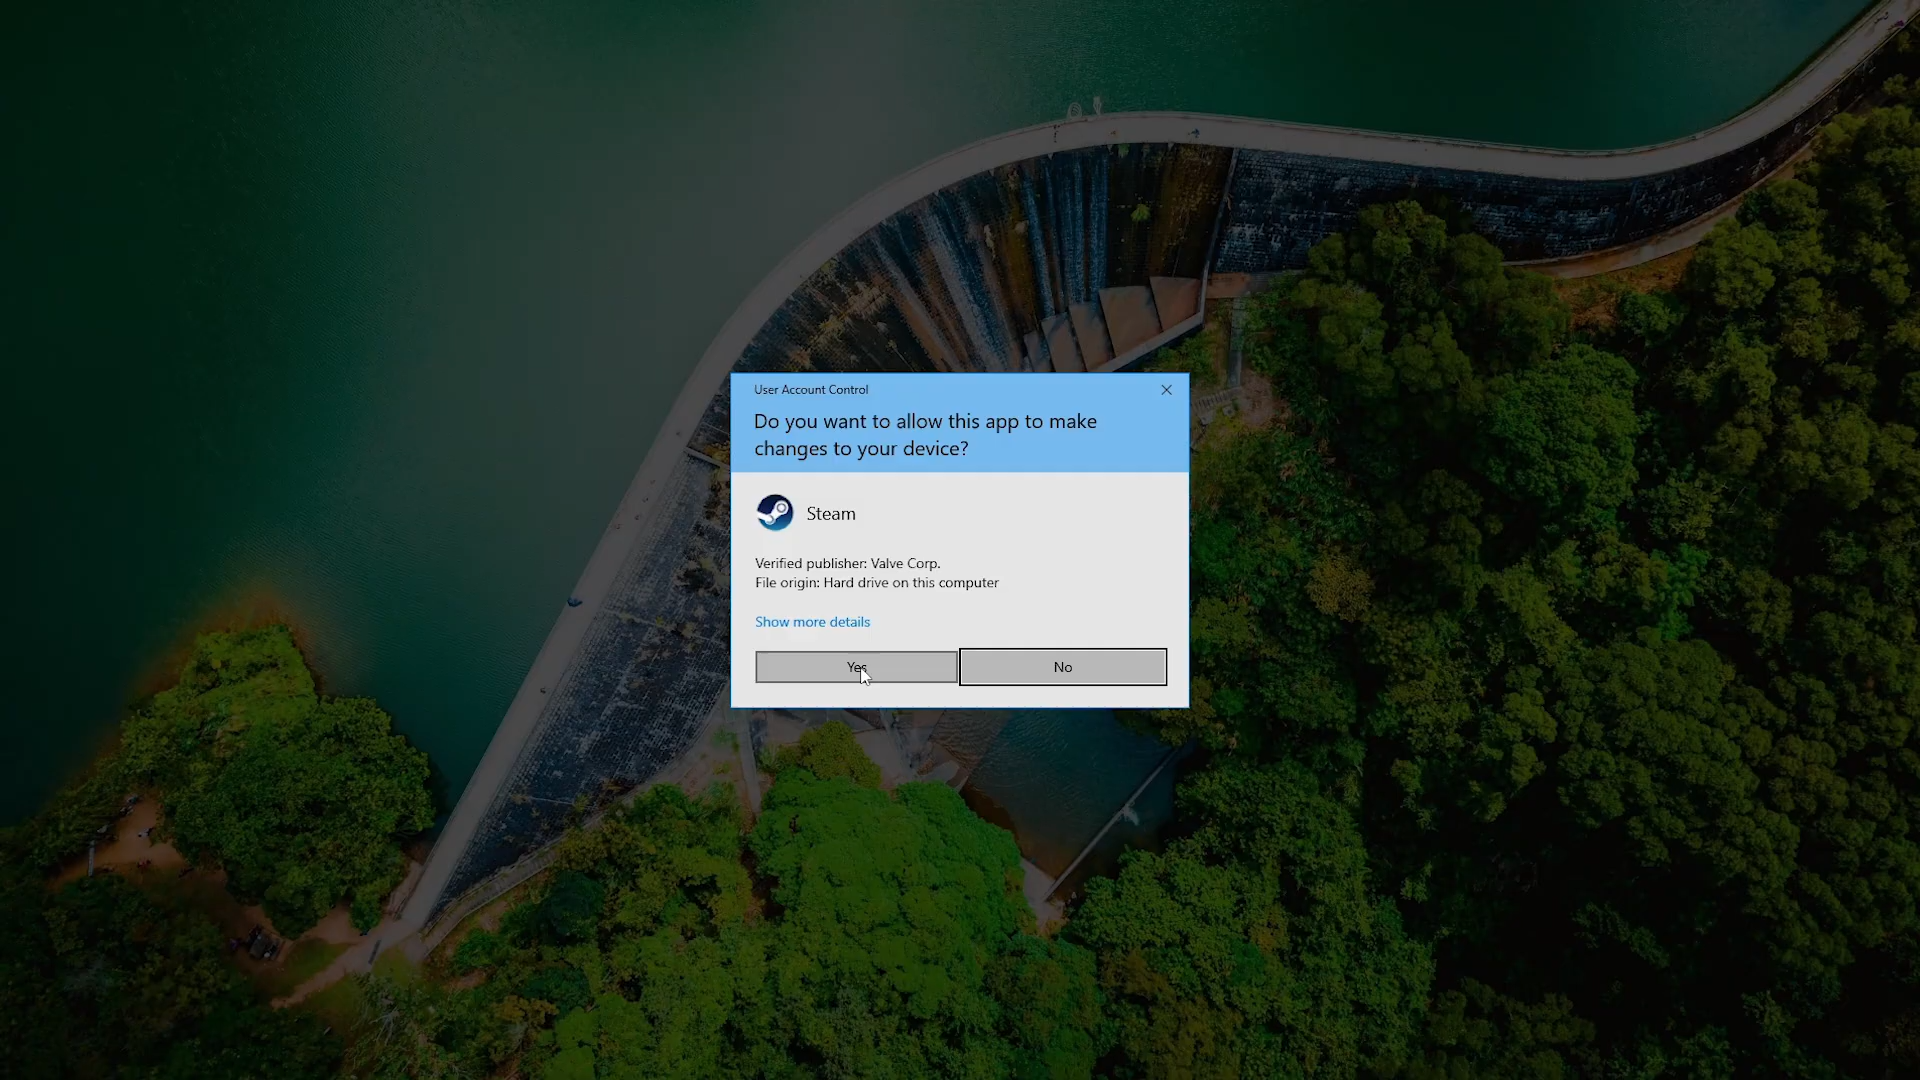 User Account Control
Do you want to allow this app to make
changes to your device?
Steam
Verified publisher: Valve Corp.
File origin: Hard drive on this computer
Show more details
Yes
No